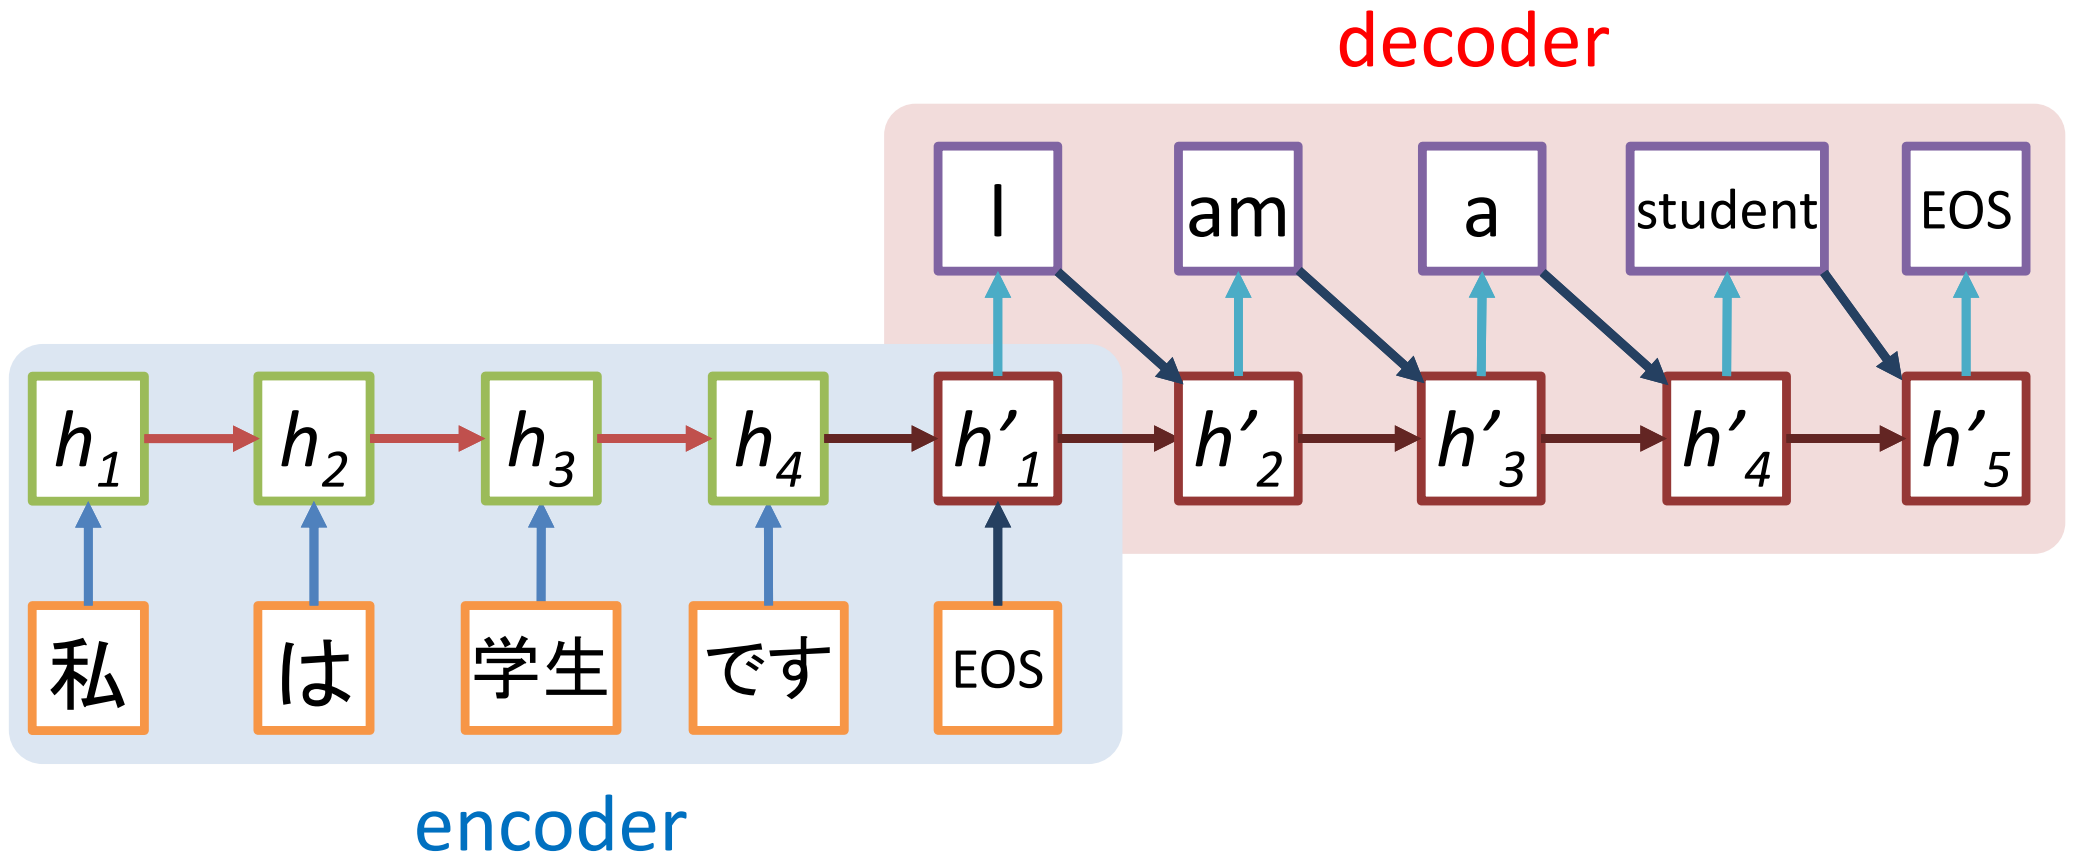 decoder
I am a student EOS
h1 h2 h3 h4 h’1 h’2 h’3 h’4 h’5
私 は 学生 です EOS
encoder